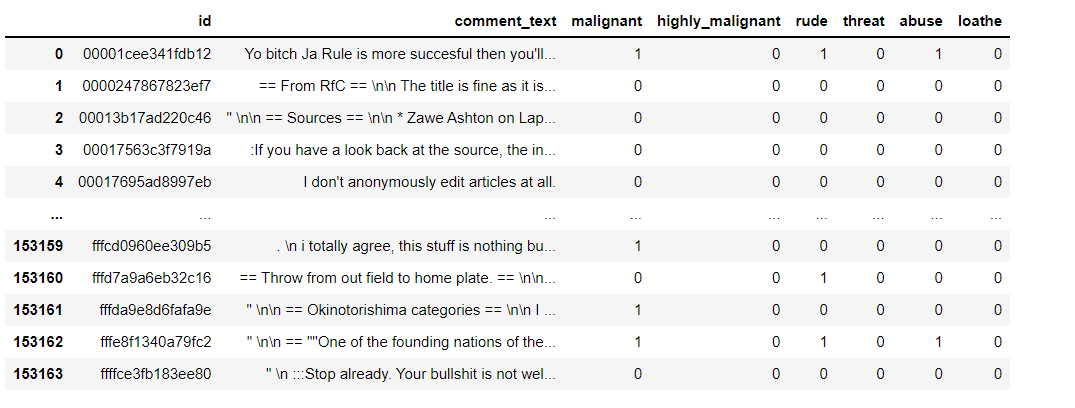 id comment_text malignant highly_malignant rude threat abuse loathe
0 00001cee341fdb12 Yo bitch Ja Rule is more succesful then you'll... 1 0 1 0 1 0
1 0000247867823ef7 == From RfC == \n\n The title is fine as it is... 0 0 0 0 0 0
2 00013b17ad220c46 " \n\n == Sources == \n\n * Zawe Ashton on Lap... 0 0 0 0 0 0
3 00017563c3f7919a :If you have a look back at the source, the in... 0 0 0 0 0 0
4 00017695ad8997eb I don't anonymously edit articles at all. 0 0 0 0 0 0
... ... ... ... ... ... ... ... ...
153159 fffcd0960ee309b5 . \n i totally agree, this stuff is nothing bu... 1 0 0 0 0 0
153160 fffd7a9a6eb32c16 == Throw from out field to home plate. == \n\n... 0 0 1 0 0 0
153161 fffda9e8d6fafa9e " \n\n == Okinotorishima categories == \n\n I ... 1 0 0 0 0 0
153162 fffe8f1340a79fc2 " \n\n == ""One of the founding nations of the... 1 0 1 0 1 0
153163 ffffce3fb183ee80 " \n :::Stop already. Your bullshit is not wel... 0 0 0 0 0 0